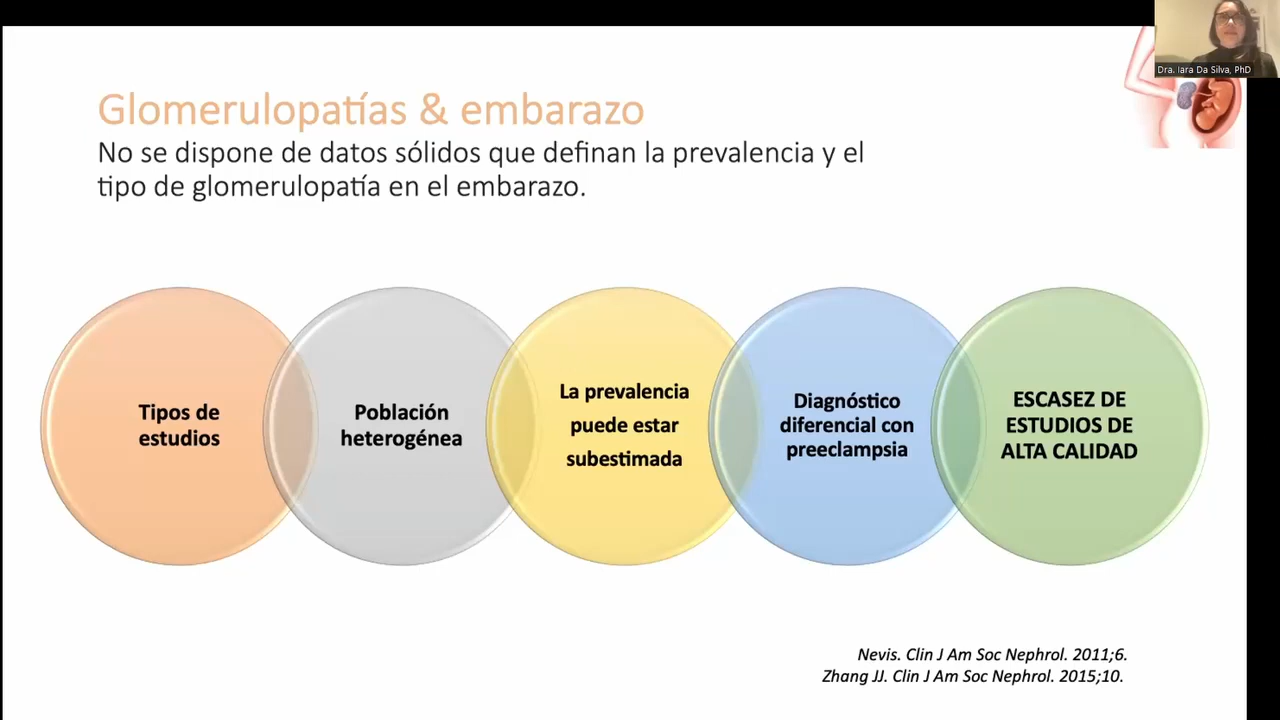 Dra. Iara Da Silva, PhD
Glomerulopatías & embarazo
No se dispone de datos sólidos que definan la prevalencia y el
tipo de glomerulopatía en el embarazo.
Tipos de
estudios
Población
heterogénea
La prevalencia
puede estar
subestimada
Diagnóstico
diferencial con
preeclampsia
ESCASEZ DE
ESTUDIOS DE
ALTA CALIDAD
Nevis. Clin J Am Soc Nephrol. 2011;6.
Zhang JJ. Clin J Am Soc Nephrol. 2015;10.